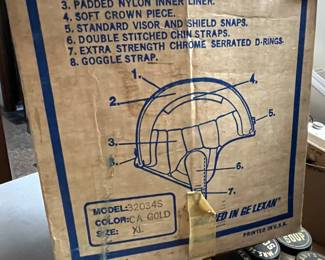 3. PADDED NYLON INNER LINER.
4. SOFT CROWN PIECE.
5. STANDARD VISOR AND SHIELD SNAPS.
6. DOUBLE STITCHED CHIN STRAPS.
7. EXTRA STRENGTH CHROME SERRATED D-RINGS.
8. GOGGLE STRAP.
1.
2.
4.
5.
3.
8.
6.
7.
MODEL: 32034S
COLOR: CA GOLD
SIZE: XL
IN GE LEXAN
PRINTED IN U.S.A.
SOUP